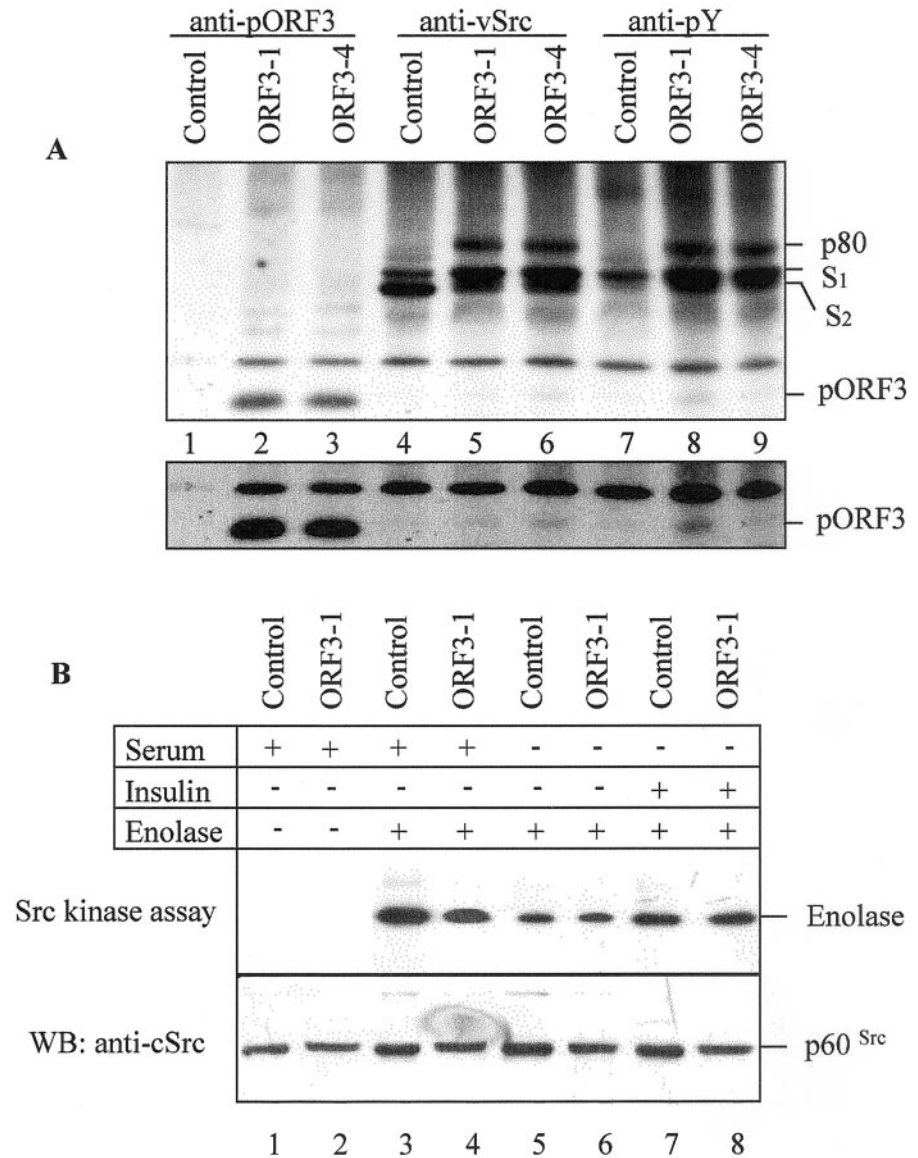 anti-pORF3 anti-vSrc anti-pY
Control ORF3-1 ORF3-4 Control ORF3-1 ORF3-4 Control ORF3-1 ORF3-4
A
p80
S1
S2
pORF3
1 2 3 4 5 6 7 8 9
pORF3
Control ORF3-1 Control ORF3-1 Control ORF3-1 Control ORF3-1
B
Serum + + + + - - - -
Insulin - - - - - - + +
Enolase - - + + + + + +
Src kinase assay Enolase
WB: anti-cSrc p60 Src
1 2 3 4 5 6 7 8